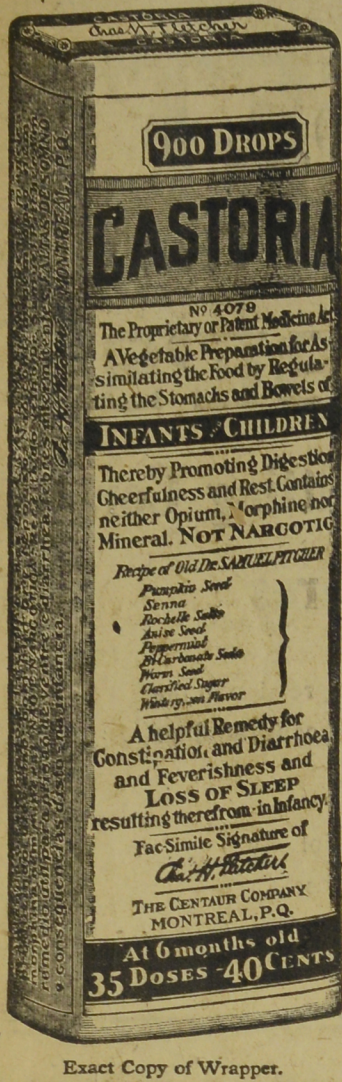 CASTORIA
Chas H. Fletcher
CASTORIA
900 DROPS
CASTORIA
Nº 4079
The Proprietary or Patent Medicine Act
A Vegetable Preparation for As-
similating the Food by Regula-
ting the Stomachs and Bowels of
INFANTS CHILDREN
Thereby Promoting Digestion
Cheerfulness and Rest. Contains
neither Opium, Morphine nor
Mineral. NOT NARCOTIC
Recipe of Old Dr. SAMUEL PITCHER
Pumpkin Seed
Senna
Rochelle Salts
Anise Seed
Peppermint
Bi-Carbonate Soda
Worm Seed
Clarified Sugar
Wintergreen Flavor
A helpful Remedy for
Constipation and Diarrhoea
and Feverishness and
LOSS OF SLEEP
resulting therefrom in Infancy.
Fac-Simile Signature of
Chas. H. Fletcher.
THE CENTAUR COMPANY
MONTREAL, P.Q.
At 6 months old
35 DOSES - 40 CENTS
Exact Copy of Wrapper.